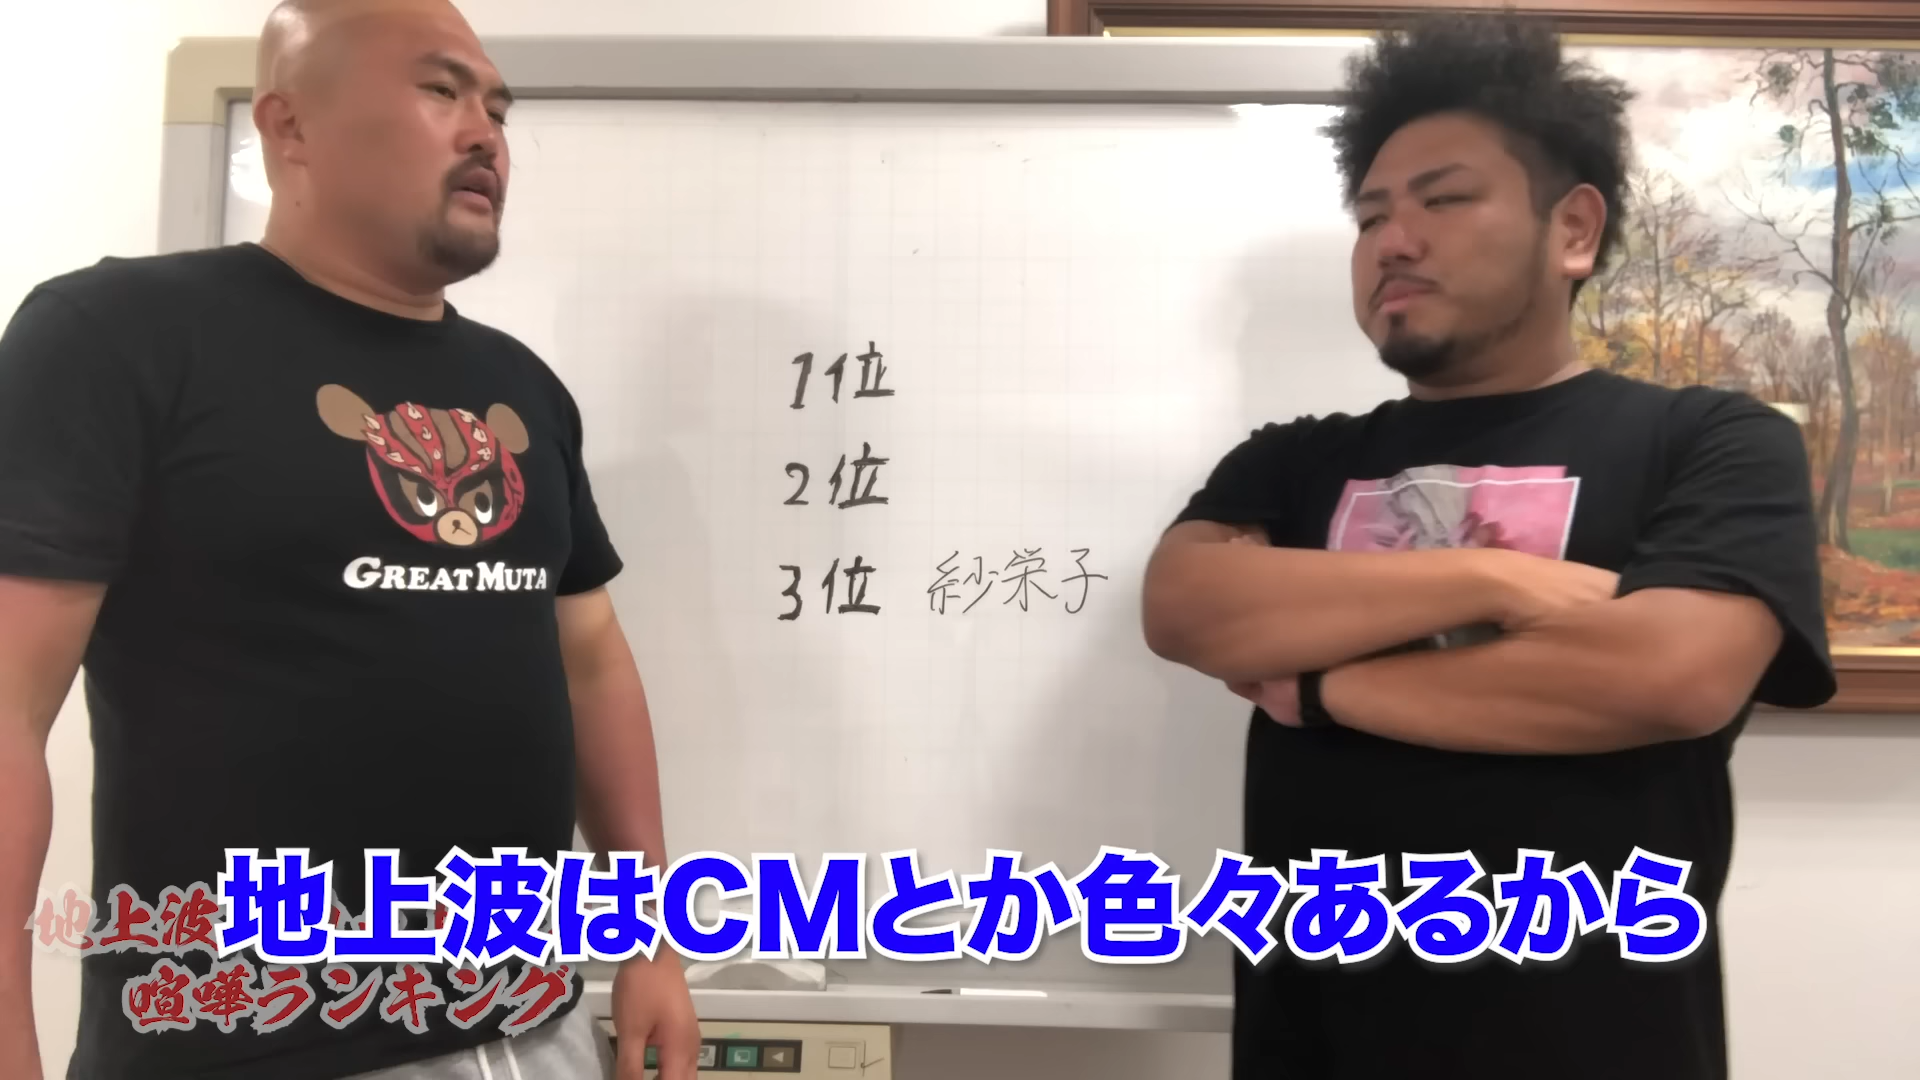 1位
2位
3位 紗栄子
GREAT MUTA
地上波はCMとか色々あるから
地上波
喧嘩ランキング